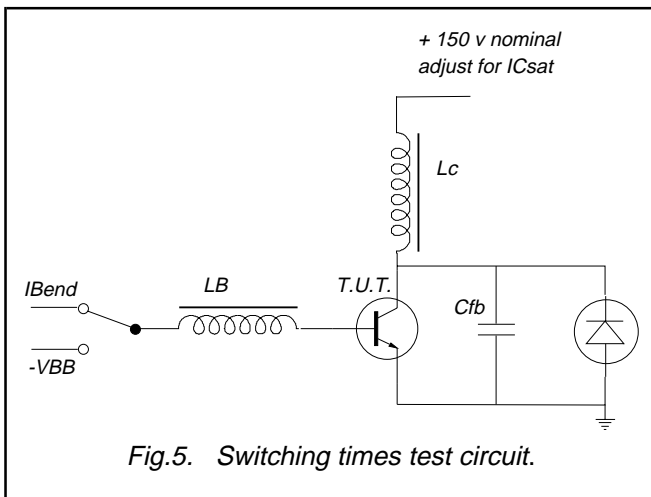 + 150 v nominal
adjust for ICsat
Lc
IBend
LB
T.U.T.
Cfb
-VBB
Fig.5. Switching times test circuit.